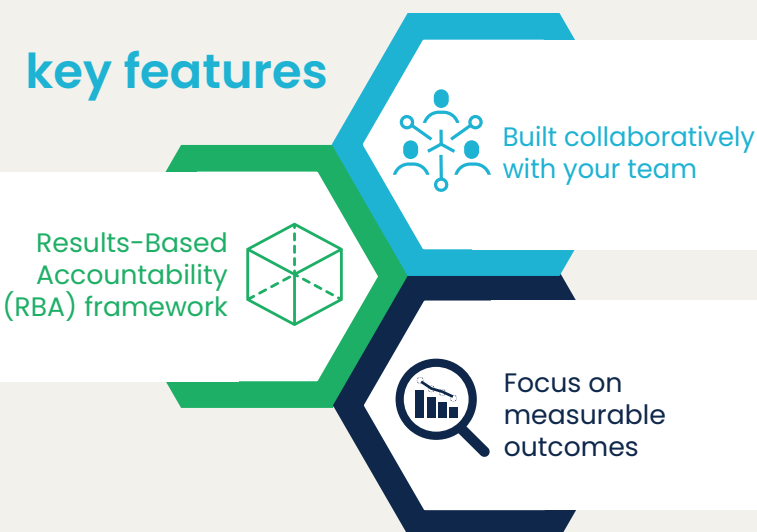 key features
Built collaboratively
with your team
Results-Based
Accountability
(RBA) framework
Focus on
measurable
outcomes